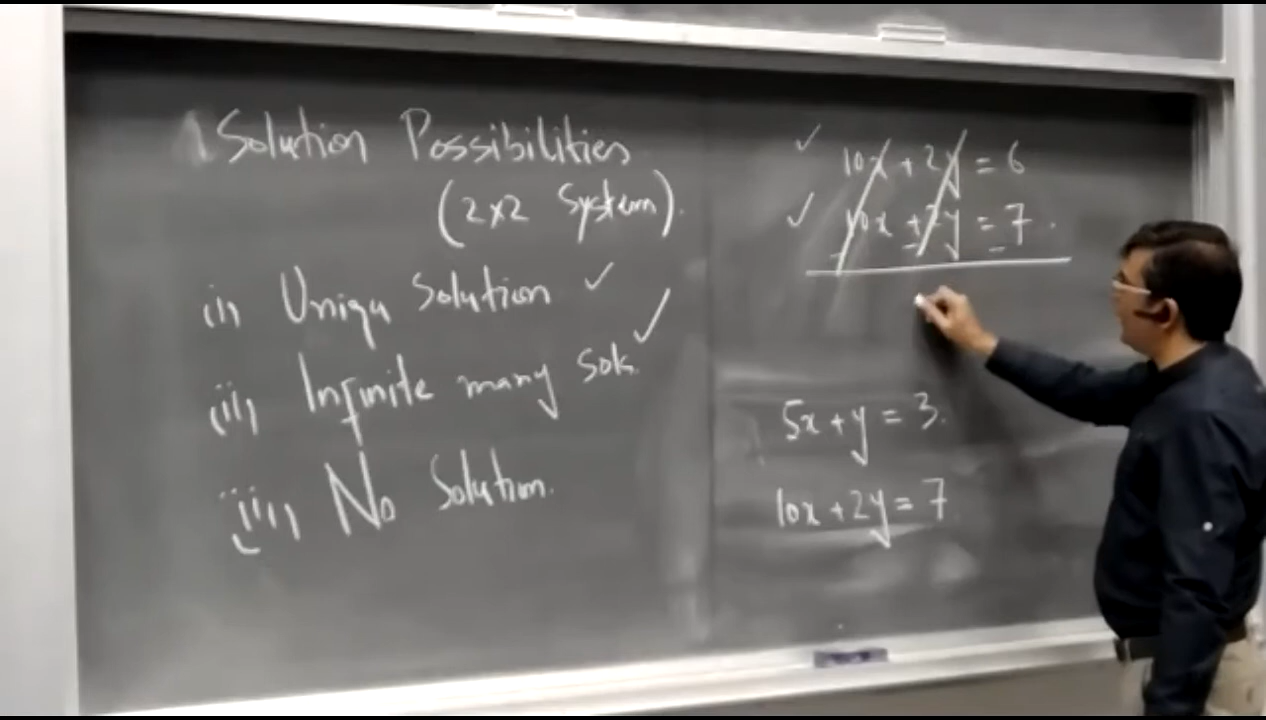 Solution Possibilities
(2x2 System).
(i) Uniqu Solution ✓
(ii) Infinite many Sols. ✓
(iii) No Solution.
✓ 10x + 2y = 6
✓ 10x + 2y = 7.
- - -
5x + y = 3.
10x + 2y = 7